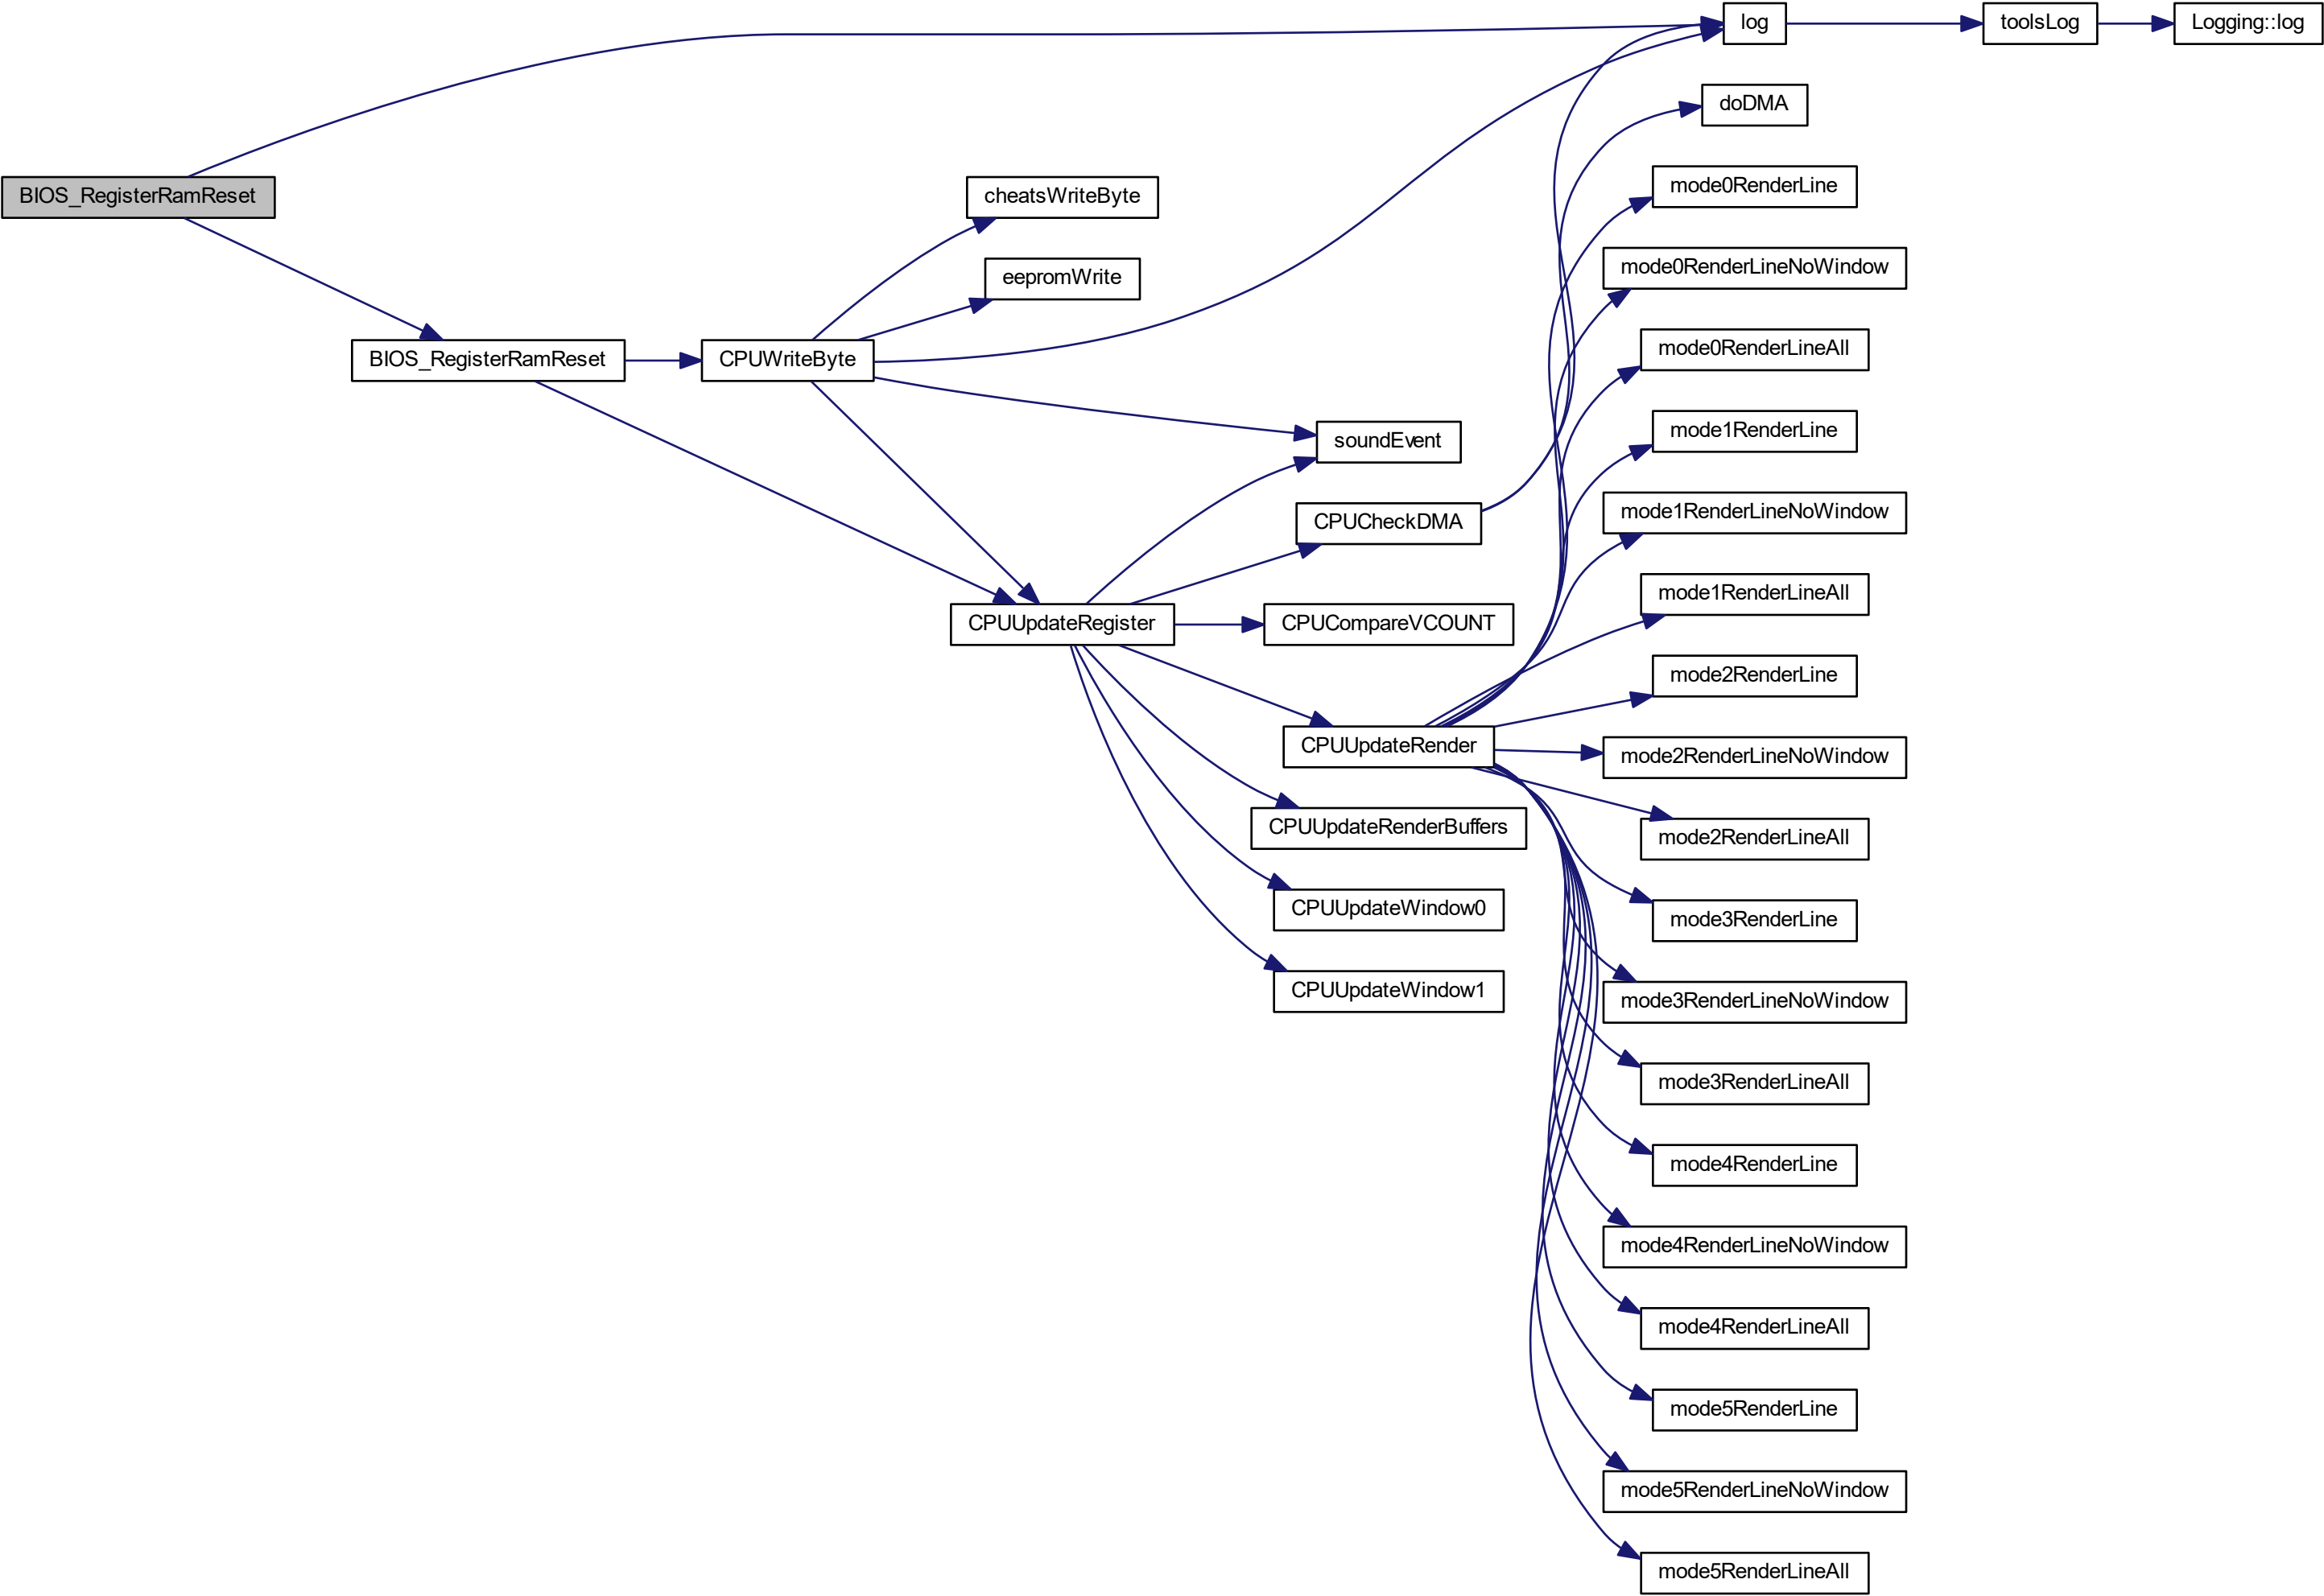 log
toolsLog
Logging::log
doDMA
BIOS_RegisterRamReset
cheatsWriteByte
mode0RenderLine
eepromWrite
mode0RenderLineNoWindow
BIOS_RegisterRamReset
CPUWriteByte
mode0RenderLineAll
soundEvent
mode1RenderLine
CPUCheckDMA
mode1RenderLineNoWindow
mode1RenderLineAll
CPUUpdateRegister
CPUCompareVCOUNT
mode2RenderLine
CPUUpdateRender
mode2RenderLineNoWindow
CPUUpdateRenderBuffers
mode2RenderLineAll
CPUUpdateWindow0
mode3RenderLine
CPUUpdateWindow1
mode3RenderLineNoWindow
mode3RenderLineAll
mode4RenderLine
mode4RenderLineNoWindow
mode4RenderLineAll
mode5RenderLine
mode5RenderLineNoWindow
mode5RenderLineAll